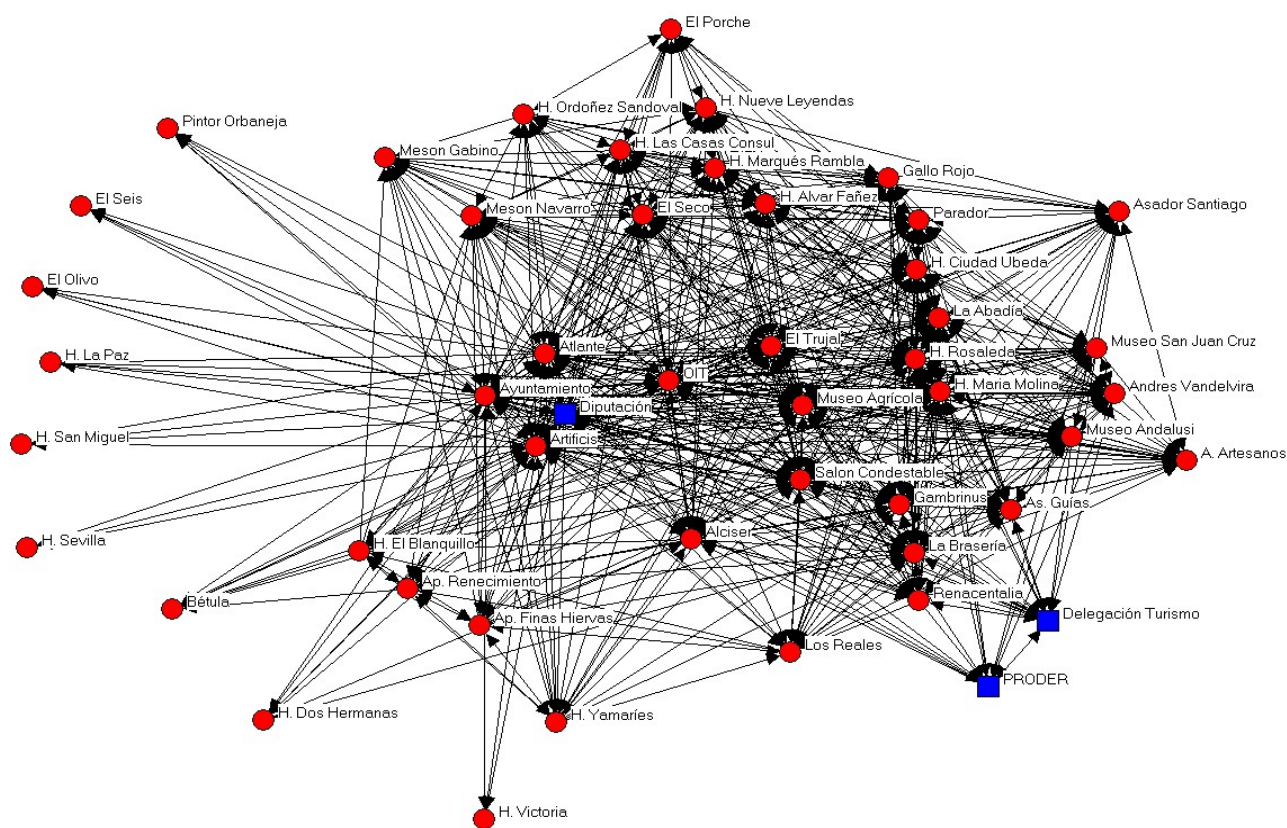 El Porche
H. Nueve Leyendas
H. Ordoñez Sandoval
Pintor Orbaneja
H. Las Casas Consul
Meson Gabino
H. Marqués Rambla
Gallo Rojo
El Seis
H. Alvar Fañez
Asador Santiago
Meson Navarro
El Seco
Parador
H. Ciudad Ubeda
El Olivo
La Abadía
El Trujal
Museo San Juan Cruz
Atlante
H. Rosaleda
H. La Paz
OIT
H. Maria Molina
Andres Vandelvira
Ayuntamiento
Museo Agrícola
Diputación
Museo Andalusi
H. San Miguel
Artificis
A. Artesanos
Salon Condestable
Gambrinus
As. Guías
Alciser
H. Sevilla
H. El Blanquillo
La Brasería
Ap. Renecimiento
Renacentalia
Bétula
Delegación Turismo
Ap. Finas Hiervas
Los Reales
PRODER
H. Dos Hermanas
H. Yamaríes
H. Victoria